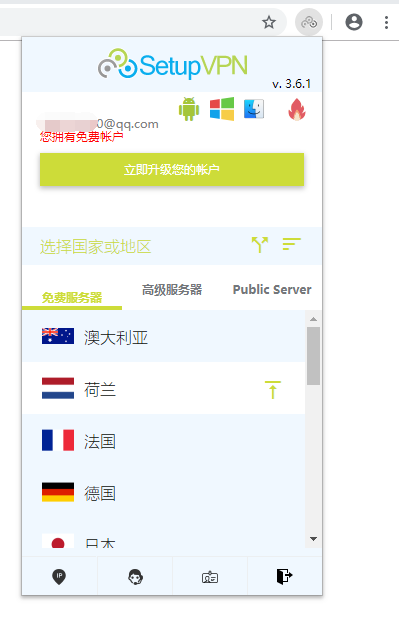 SetupVPN
v. 3.6.1
0@qq.com
您拥有免费帐户
立即升级您的帐户
选择国家或地区
免费服务器 高级服务器 Public Server
澳大利亚
荷兰
法国
德国
日本
IP